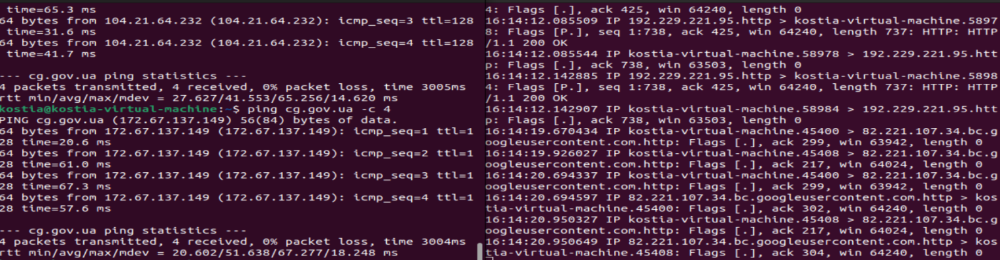 time=65.3 ms
64 bytes from 104.21.64.232 (104.21.64.232): icmp_seq=3 ttl=128
 time=31.6 ms
64 bytes from 104.21.64.232 (104.21.64.232): icmp_seq=4 ttl=128
 time=41.7 ms

--- cg.gov.ua ping statistics ---
4 packets transmitted, 4 received, 0% packet loss, time 3005ms
rtt min/avg/max/mdev = 27.627/41.553/65.256/14.620 ms
kostia@kostia-virtual-machine:~$ ping cg.gov.ua -c 4
PING cg.gov.ua (172.67.137.149) 56(84) bytes of data.
64 bytes from 172.67.137.149 (172.67.137.149): icmp_seq=1 ttl=1
28 time=20.6 ms
64 bytes from 172.67.137.149 (172.67.137.149): icmp_seq=2 ttl=1
28 time=61.0 ms
64 bytes from 172.67.137.149 (172.67.137.149): icmp_seq=3 ttl=1
28 time=67.3 ms
64 bytes from 172.67.137.149 (172.67.137.149): icmp_seq=4 ttl=1
28 time=57.6 ms

--- cg.gov.ua ping statistics ---
4 packets transmitted, 4 received, 0% packet loss, time 3004ms
rtt min/avg/max/mdev = 20.602/51.638/67.277/18.248 ms
4: Flags [.], ack 425, win 64240, length 0
16:14:12.085509 IP 192.229.221.95.http > kostia-virtual-machine.5897
8: Flags [P.], seq 1:738, ack 425, win 64240, length 737: HTTP: HTTP
/1.1 200 OK
16:14:12.085544 IP kostia-virtual-machine.58978 > 192.229.221.95.htt
p: Flags [.], ack 738, win 63503, length 0
16:14:12.142885 IP 192.229.221.95.http > kostia-virtual-machine.5898
4: Flags [P.], seq 1:738, ack 425, win 64240, length 737: HTTP: HTTP
/1.1 200 OK
16:14:12.142907 IP kostia-virtual-machine.58984 > 192.229.221.95.htt
p: Flags [.], ack 738, win 63503, length 0
16:14:19.670434 IP kostia-virtual-machine.45400 > 82.221.107.34.bc.g
oogleusercontent.com.http: Flags [.], ack 299, win 63942, length 0
16:14:19.926027 IP kostia-virtual-machine.45408 > 82.221.107.34.bc.g
oogleusercontent.com.http: Flags [.], ack 217, win 64024, length 0
16:14:20.694337 IP kostia-virtual-machine.45400 > 82.221.107.34.bc.g
oogleusercontent.com.http: Flags [.], ack 299, win 63942, length 0
16:14:20.694597 IP 82.221.107.34.bc.googleusercontent.com.http > kos
tia-virtual-machine.45400: Flags [.], ack 302, win 64240, length 0
16:14:20.950327 IP kostia-virtual-machine.45408 > 82.221.107.34.bc.g
oogleusercontent.com.http: Flags [.], ack 217, win 64024, length 0
16:14:20.950649 IP 82.221.107.34.bc.googleusercontent.com.http > kos
tia-virtual-machine.45408: Flags [.], ack 304, win 64240, length 0